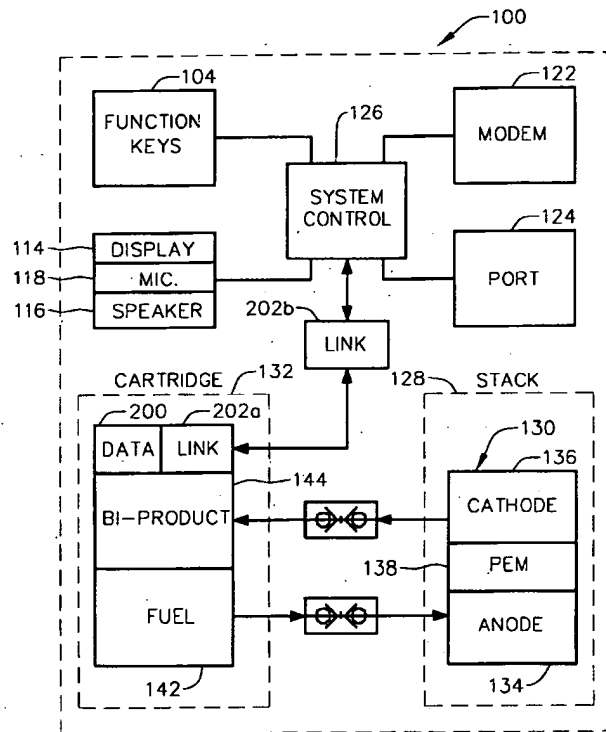 100
104
122
FUNCTION
KEYS
126
MODEM
SYSTEM
CONTROL
124
114
DISPLAY
118
MIC.
116
SPEAKER
PORT
202b
LINK
CARTRIDGE
132
128
STACK
200
202a
DATA
LINK
130
136
144
BI-PRODUCT
CATHODE
138
PEM
FUEL
ANODE
142
134